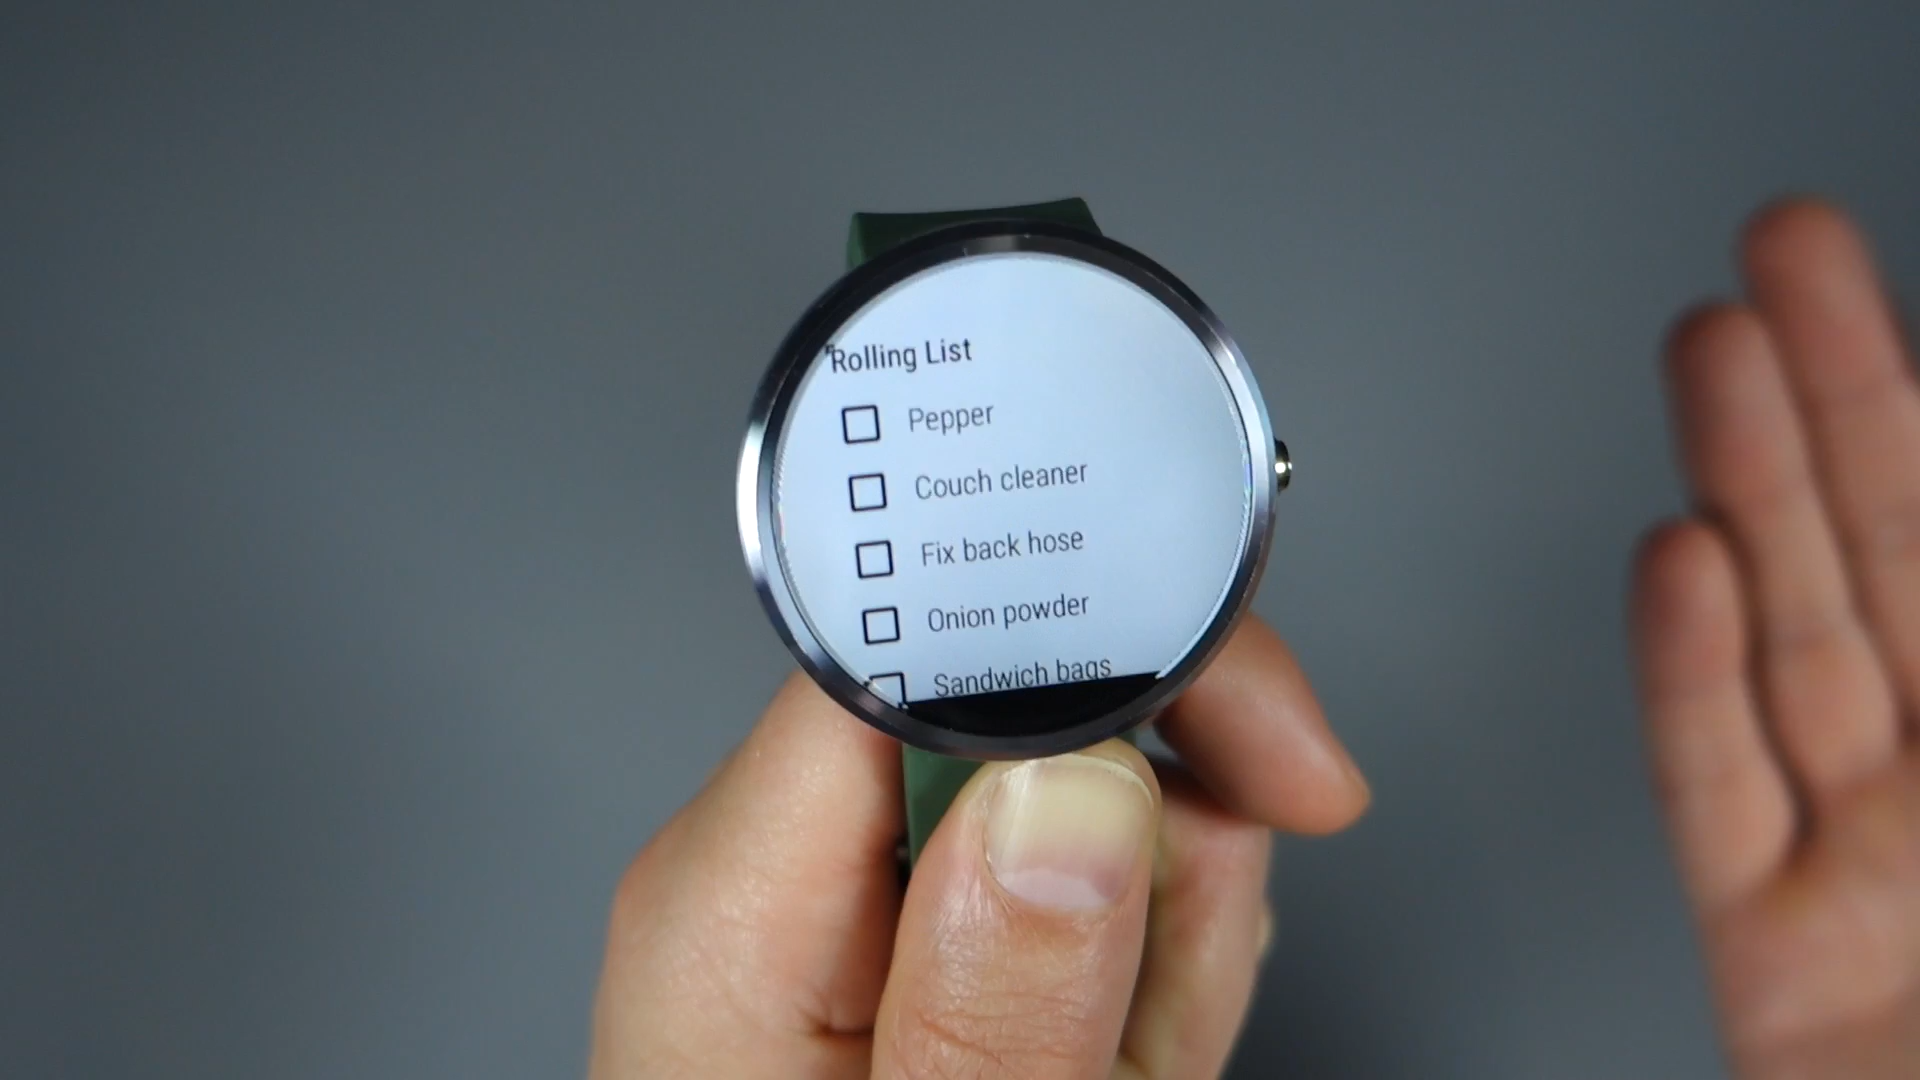 Rolling List
Pepper
Couch cleaner
Fix back hose
Onion powder
Sandwich bags